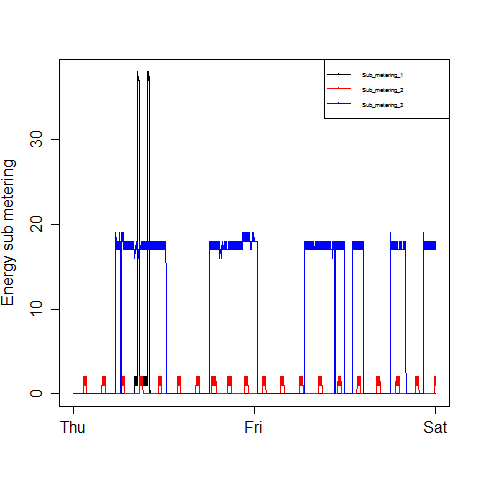 Sub_metering_1
Sub_metering_2
Sub_metering_3
Energy sub metering
30
20
10
0
Thu Fri Sat